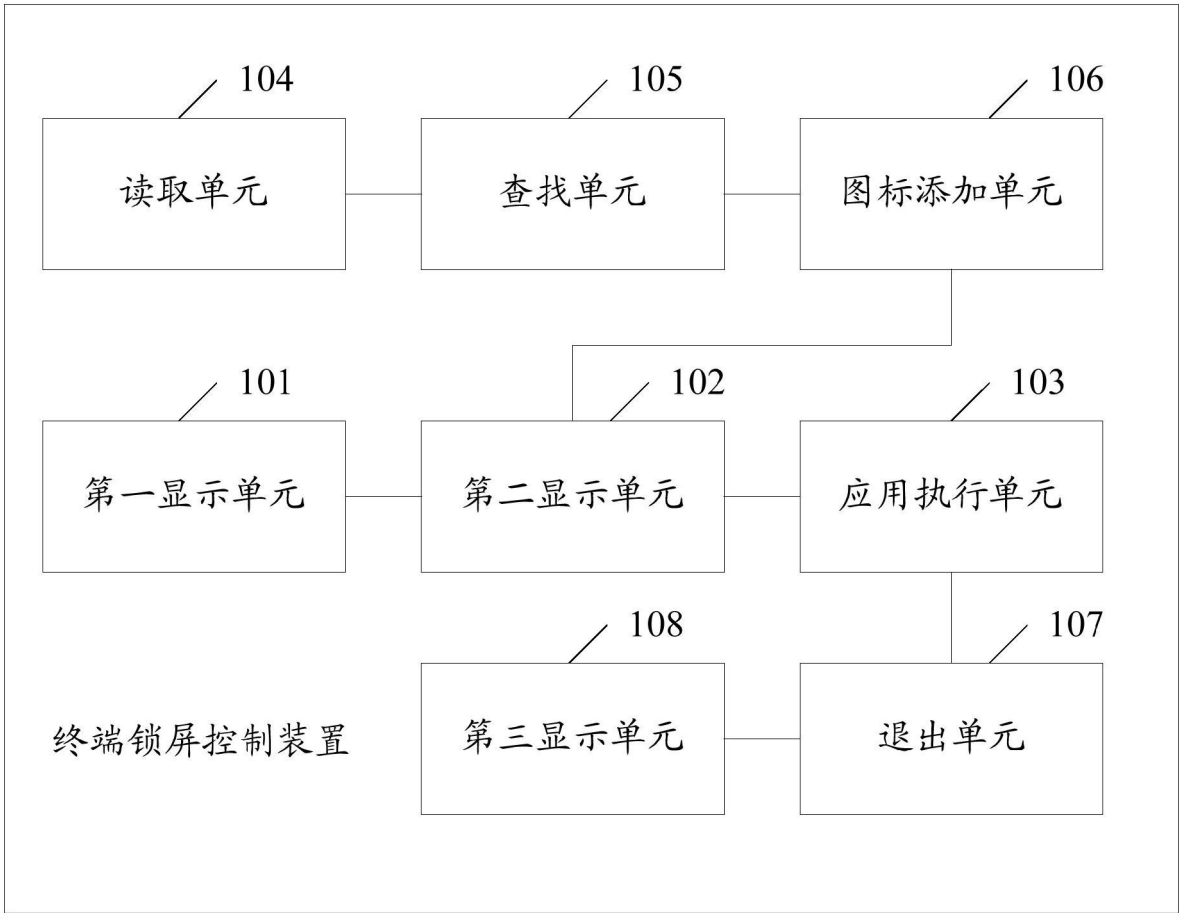 104 105 106
读取单元 查找单元 图标添加单元
101 102 103
第一显示单元 第二显示单元 应用执行单元
108 107
终端锁屏控制装置 第三显示单元 退出单元